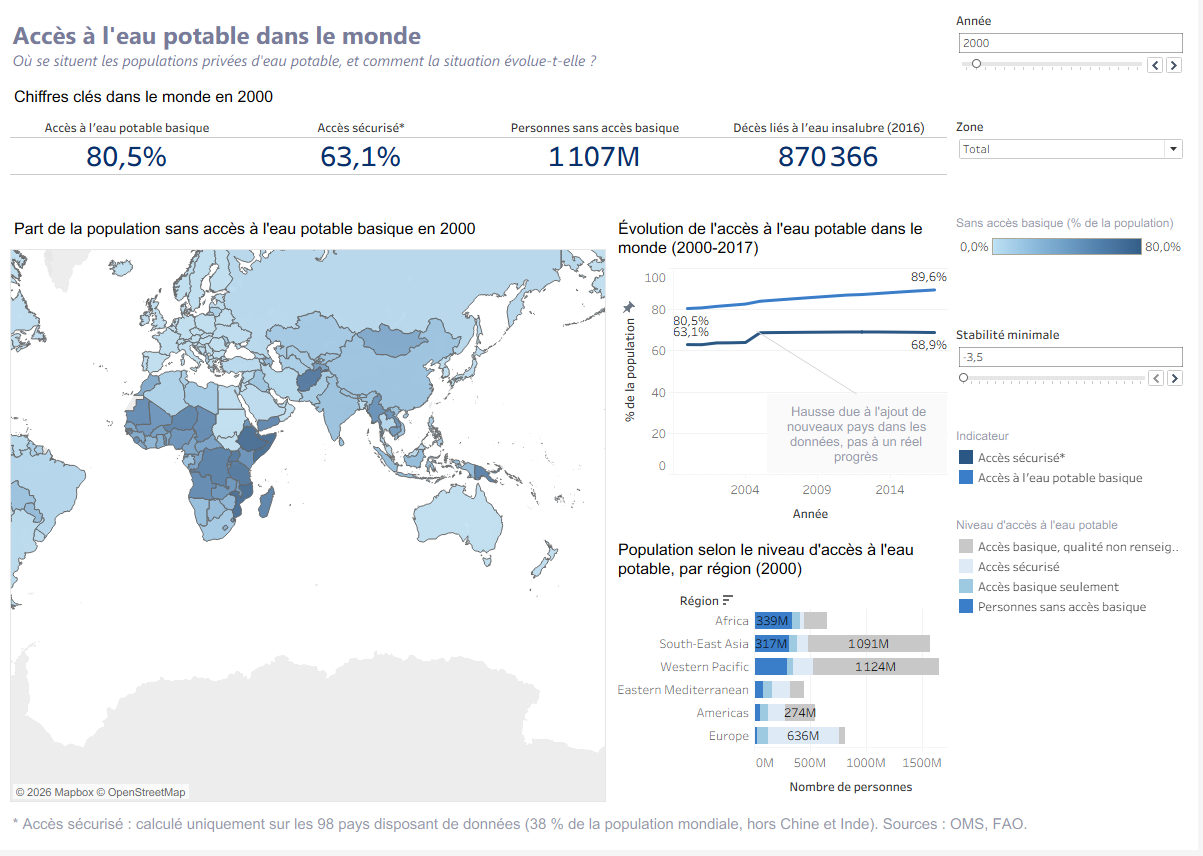 Accès à l'eau potable dans le monde
Où se situent les populations privées d'eau potable, et comment la situation évolue-t-elle ?
Année
2000
Chiffres clés dans le monde en 2000
Accès à l'eau potable basique
80,5%
Accès sécurisé*
63,1%
Personnes sans accès basique
1 107M
Décès liés à l'eau insalubre (2016)
870 366
Zone
Total
Part de la population sans accès à l'eau potable basique en 2000
© 2026 Mapbox © OpenStreetMap
Évolution de l'accès à l'eau potable dans le
monde (2000-2017)
% de la population
100
80
60
40
20
0
89,6%
80,5%
63,1%
68,9%
Hausse due à l'ajout de
nouveaux pays dans les
données, pas à un réel
progrès
2004
2009
2014
Année
Population selon le niveau d'accès à l'eau
potable, par région (2000)
Région
Africa
339M
South-East Asia
317M
1 091M
Western Pacific
1 124M
Eastern Mediterranean
Americas
274M
Europe
636M
0M
500M
1000M
1500M
Nombre de personnes
Sans accès basique (% de la population)
0,0%
80,0%
Stabilité minimale
-3,5
Indicateur
Accès sécurisé*
Accès à l'eau potable basique
Niveau d'accès à l'eau potable
Accès basique, qualité non renseig..
Accès sécurisé
Accès basique seulement
Personnes sans accès basique
* Accès sécurisé : calculé uniquement sur les 98 pays disposant de données (38 % de la population mondiale, hors Chine et Inde). Sources : OMS, FAO.